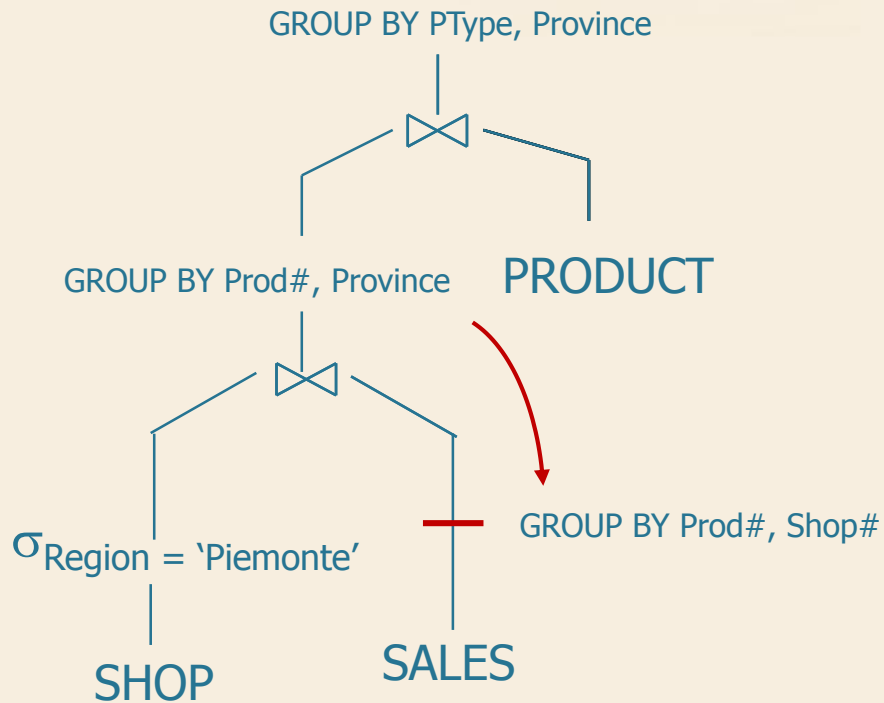 GROUP BY PType, Province
GROUP BY Prod#, Province
PRODUCT
GROUP BY Prod#, Shop#
σRegion = ‘Piemonte’
SALES
SHOP